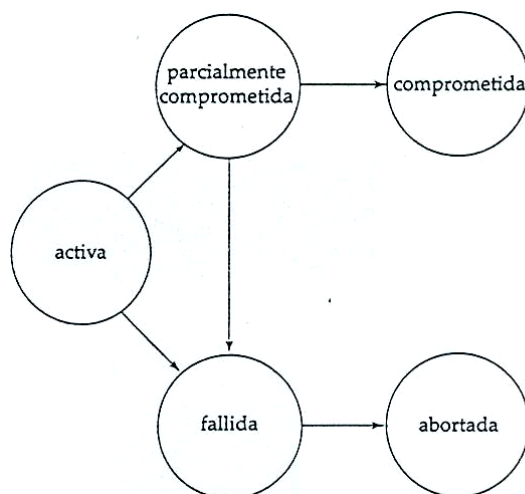 parcialmente
comprometida
comprometida
activa
fallida
abortada